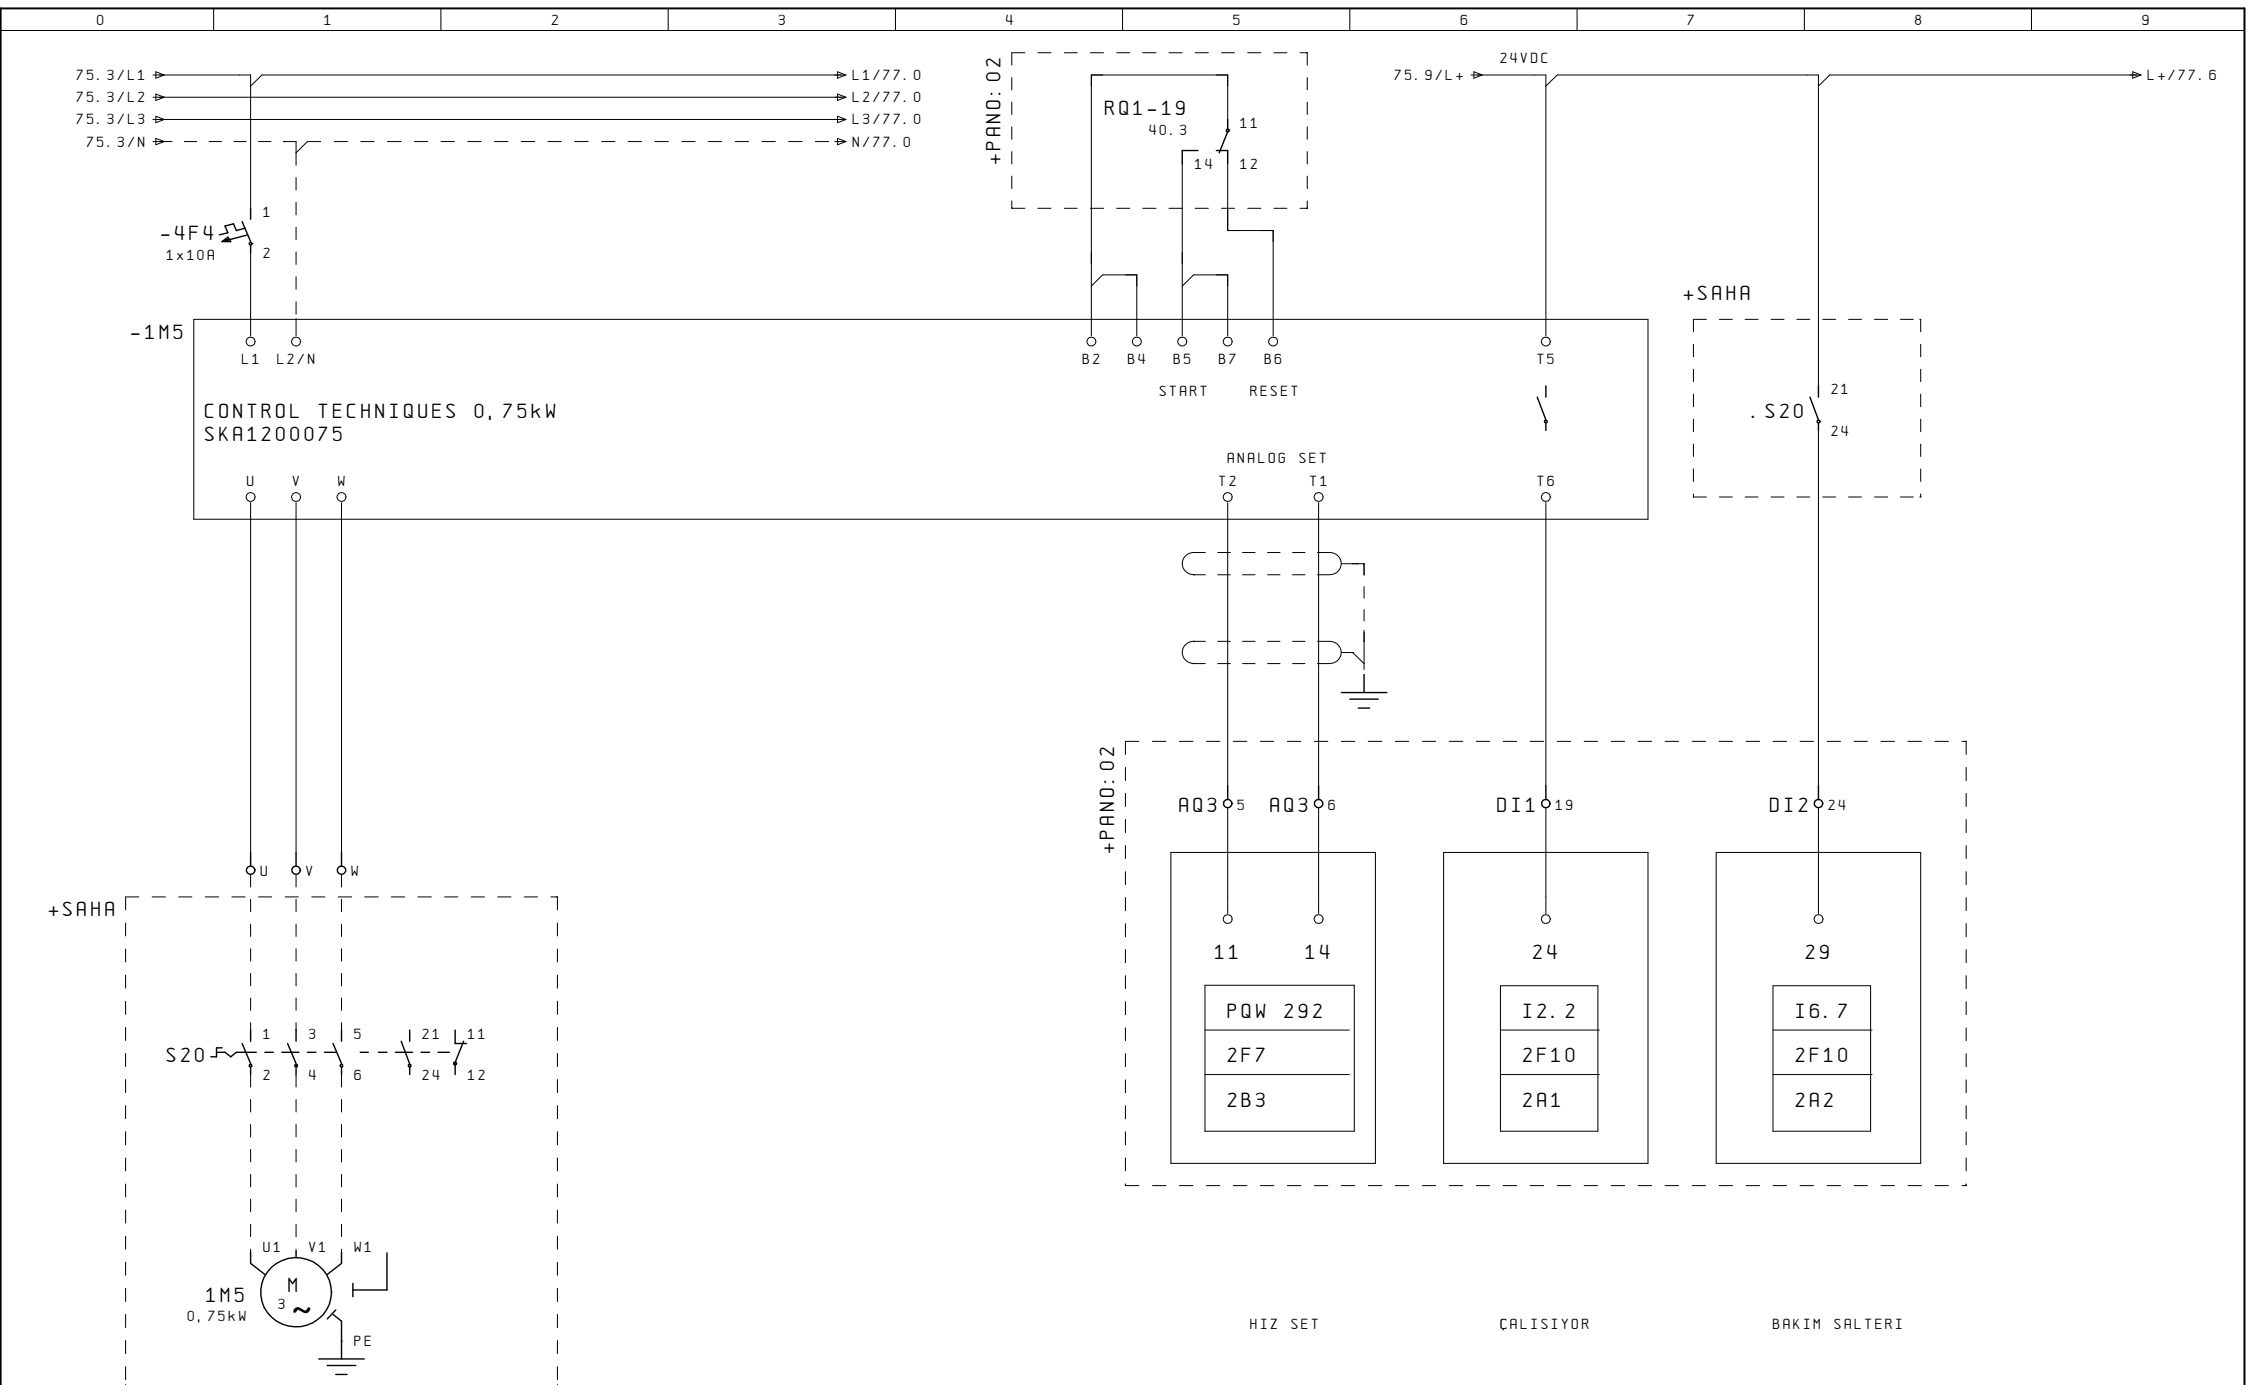 0 1 2 3 4 5 6 7 8 9
75.3/L1 L1/77.0
75.3/L2 L2/77.0
75.3/L3 L3/77.0
75.3/N N/77.0
+PANO:02
RQ1-19
40.3
11
14 12
24VDC
75.9/L+ L+/77.6
-4F4
1x10A
1
2
+SAHA
.S20
21
24
-1M5
L1 L2/N
B2 B4 B5 B7 B6
START RESET
T5
CONTROL TECHNIQUES 0,75kW
SKA1200075
ANALOG SET
U V W
T2 T1
T6
+PANO:02
AQ3 5 AQ3 6
DI1 19
DI2 24
11 14
24
29
PQW 292
2F7
2B3
I2.2
2F10
2A1
I6.7
2F10
2A2
U V W
+SAHA
S20
1 3 5 21 11
2 4 6 24 12
U1 V1 W1
M
3 ~
1M5
0,75kW
PE
HIZ SET
ÇALISIYOR
BAKIM SALTERI